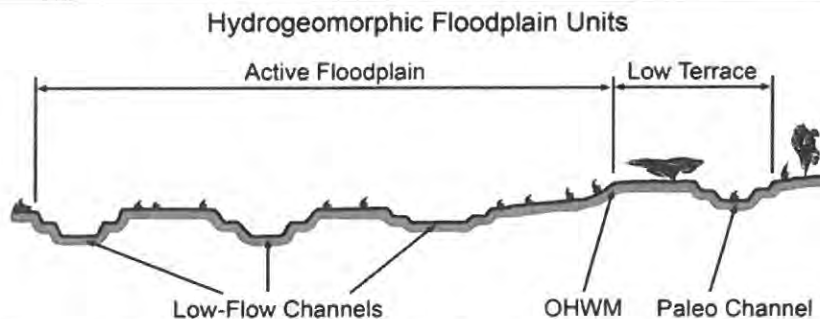 Hydrogeomorphic Floodplain Units
Active Floodplain
Low Terrace
Low-Flow Channels
OHWM
Paleo Channel